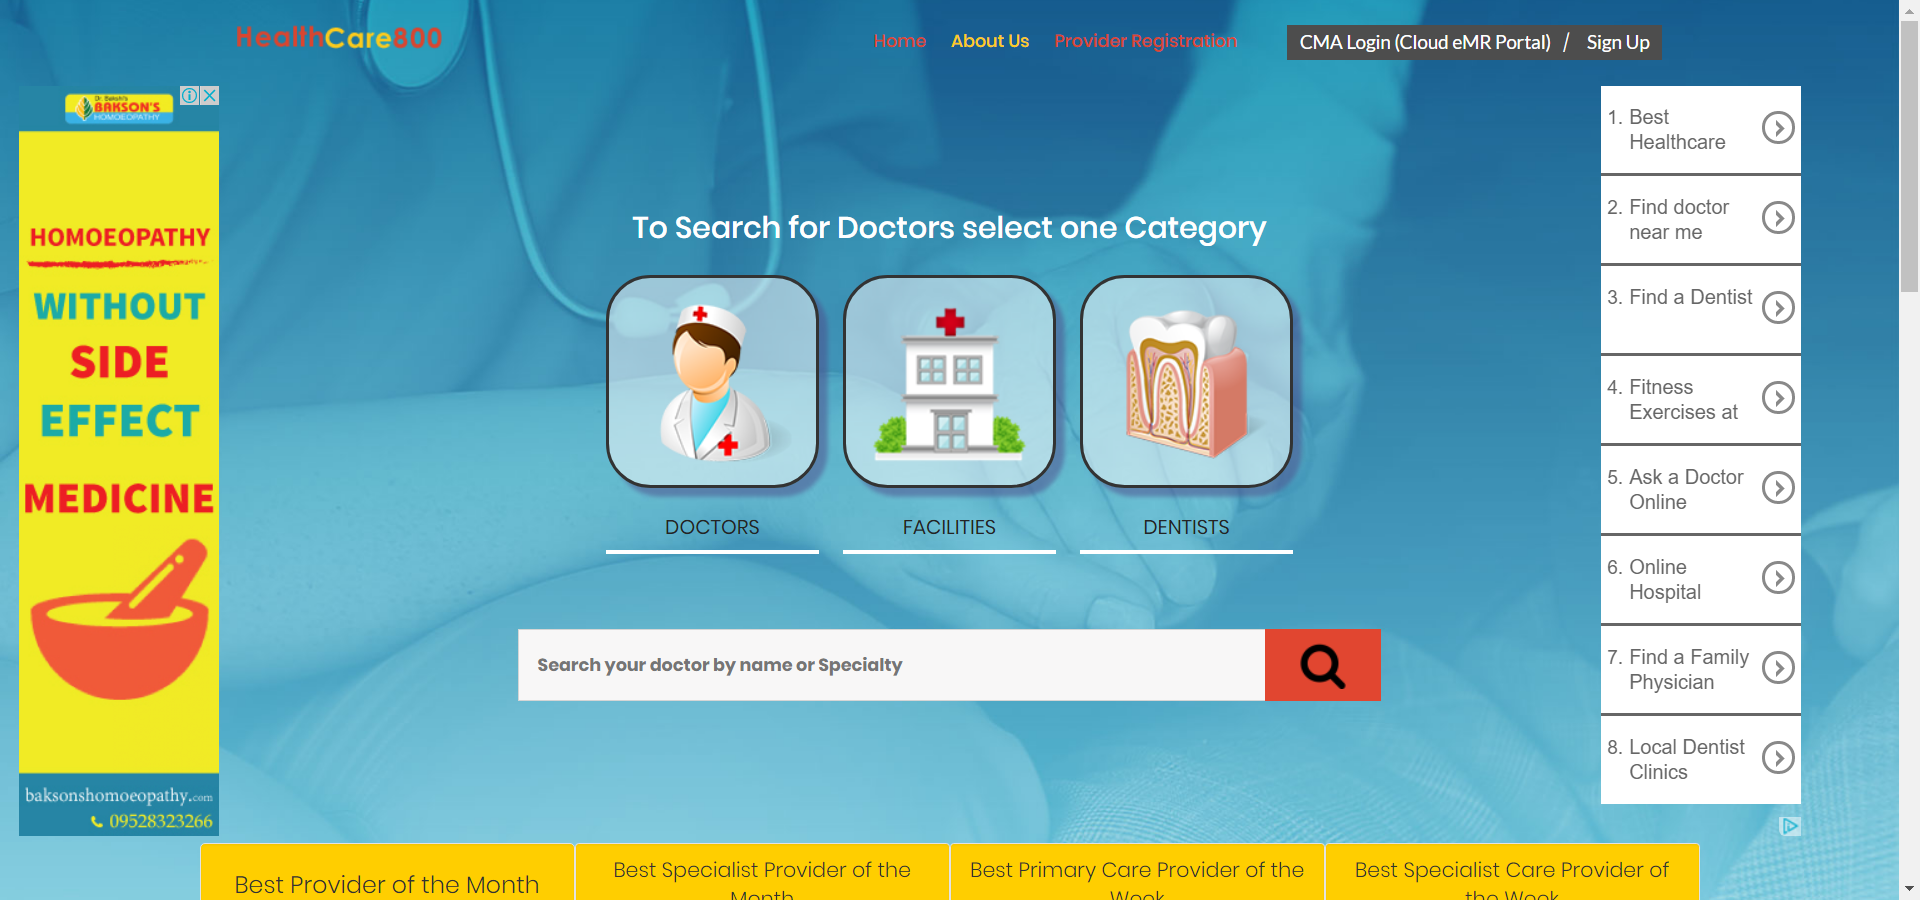 HealthCare800
Home
About Us
Provider Registration
CMA Login (Cloud eMR Portal) / Sign Up
Dr. Bakshi's
BAKSON'S
HOMOEOPATHY
HOMOEOPATHY
WITHOUT
SIDE
EFFECT
MEDICINE
baksonshomoeopathy.com
09528323266
To Search for Doctors select one Category
DOCTORS
FACILITIES
DENTISTS
Search your doctor by name or Specialty
1. Best
Healthcare
2. Find doctor
near me
3. Find a Dentist
4. Fitness
Exercises at
5. Ask a Doctor
Online
6. Online
Hospital
7. Find a Family
Physician
8. Local Dentist
Clinics
Best Provider of the Month
Best Specialist Provider of the
Month
Best Primary Care Provider of the
Week
Best Specialist Care Provider of
the Week